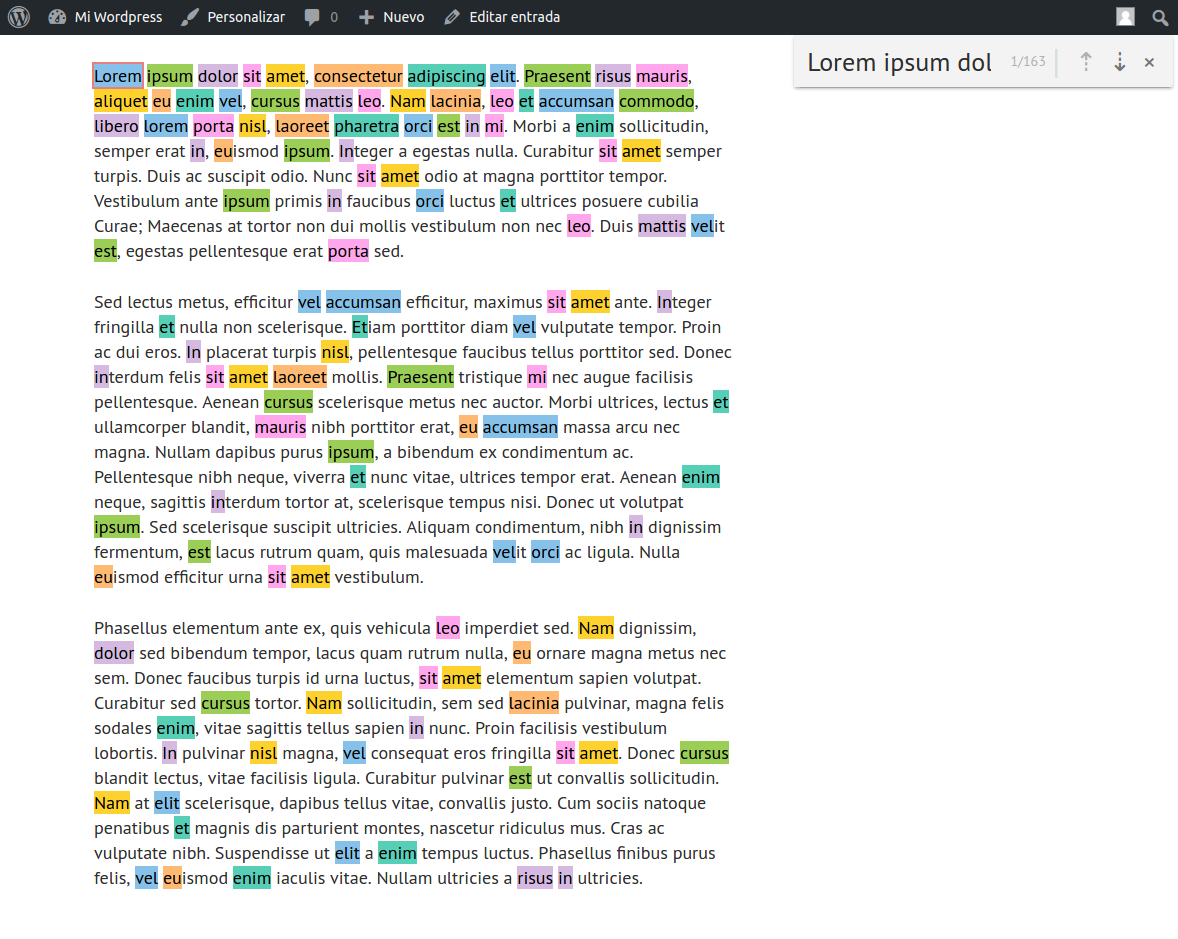 Mi Wordpress Personalizar 0 Nuevo Editar entrada
Lorem ipsum dol 1/163
Lorem ipsum dolor sit amet, consectetur adipiscing elit. Praesent risus mauris,
aliquet eu enim vel, cursus mattis leo. Nam lacinia, leo et accumsan commodo,
libero lorem porta nisl, laoreet pharetra orci est in mi. Morbi a enim sollicitudin,
semper erat in, euismod ipsum. Integer a egestas nulla. Curabitur sit amet semper
turpis. Duis ac suscipit odio. Nunc sit amet odio at magna porttitor tempor.
Vestibulum ante ipsum primis in faucibus orci luctus et ultrices posuere cubilia
Curae; Maecenas at tortor non dui mollis vestibulum non nec leo. Duis mattis velit
est, egestas pellentesque erat porta sed.
Sed lectus metus, efficitur vel accumsan efficitur, maximus sit amet ante. Integer
fringilla et nulla non scelerisque. Etiam porttitor diam vel vulputate tempor. Proin
ac dui eros. In placerat turpis nisl, pellentesque faucibus tellus porttitor sed. Donec
interdum felis sit amet laoreet mollis. Praesent tristique mi nec augue facilisis
pellentesque. Aenean cursus scelerisque metus nec auctor. Morbi ultrices, lectus et
ullamcorper blandit, mauris nibh porttitor erat, eu accumsan massa arcu nec
magna. Nullam dapibus purus ipsum, a bibendum ex condimentum ac.
Pellentesque nibh neque, viverra et nunc vitae, ultrices tempor erat. Aenean enim
neque, sagittis interdum tortor at, scelerisque tempus nisi. Donec ut volutpat
ipsum. Sed scelerisque suscipit ultricies. Aliquam condimentum, nibh in dignissim
fermentum, est lacus rutrum quam, quis malesuada velit orci ac ligula. Nulla
euismod efficitur urna sit amet vestibulum.
Phasellus elementum ante ex, quis vehicula leo imperdiet sed. Nam dignissim,
dolor sed bibendum tempor, lacus quam rutrum nulla, eu ornare magna metus nec
sem. Donec faucibus turpis id urna luctus, sit amet elementum sapien volutpat.
Curabitur sed cursus tortor. Nam sollicitudin, sem sed lacinia pulvinar, magna felis
sodales enim, vitae sagittis tellus sapien in nunc. Proin facilisis vestibulum
lobortis. In pulvinar nisl magna, vel consequat eros fringilla sit amet. Donec cursus
blandit lectus, vitae facilisis ligula. Curabitur pulvinar est ut convallis sollicitudin.
Nam at elit scelerisque, dapibus tellus vitae, convallis justo. Cum sociis natoque
penatibus et magnis dis parturient montes, nascetur ridiculus mus. Cras ac
vulputate nibh. Suspendisse ut elit a enim tempus luctus. Phasellus finibus purus
felis, vel euismod enim iaculis vitae. Nullam ultricies a risus in ultricies.